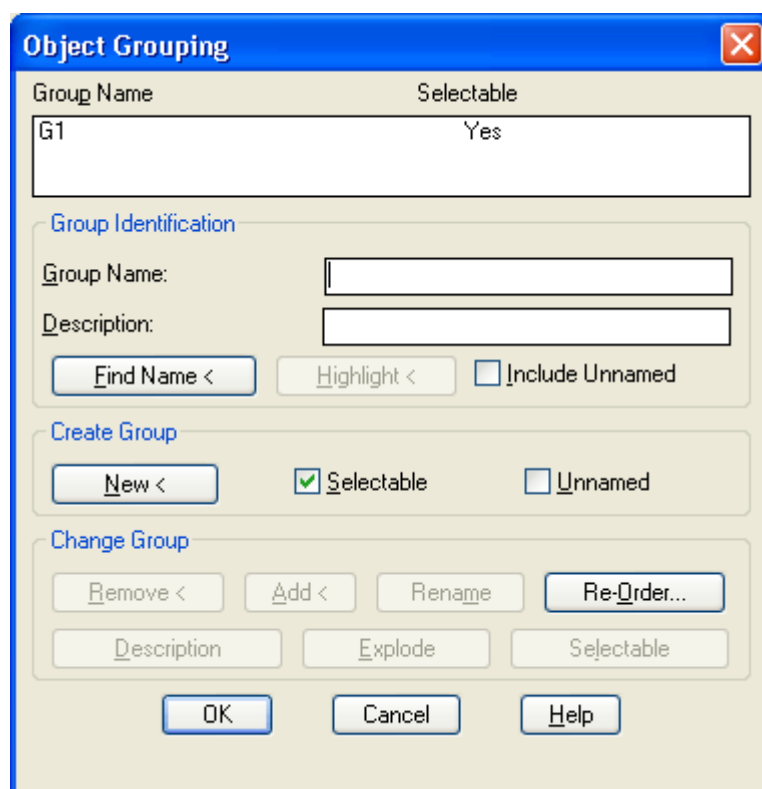 Object Grouping
Group Name Selectable
G1 Yes
Group Identification
Group Name:
Description:
Find Name < Highlight < Include Unnamed
Create Group
New < Selectable Unnamed
Change Group
Remove < Add < Rename Re-Order...
Description Explode Selectable
OK Cancel Help